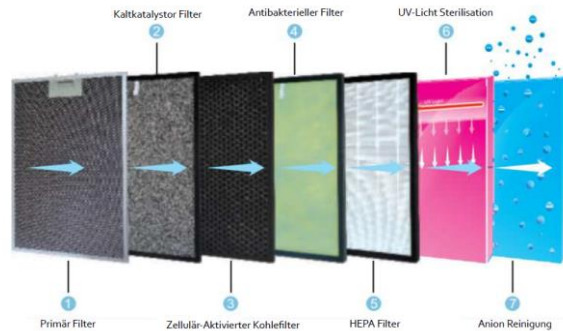 Kaltkatalystor Filter
Antibakterieller Filter
UV-Licht Sterilisation
2
4
6
1
3
5
7
Primär Filter
Zellulär-Aktivierter Kohlefilter
HEPA Filter
Anion Reinigung